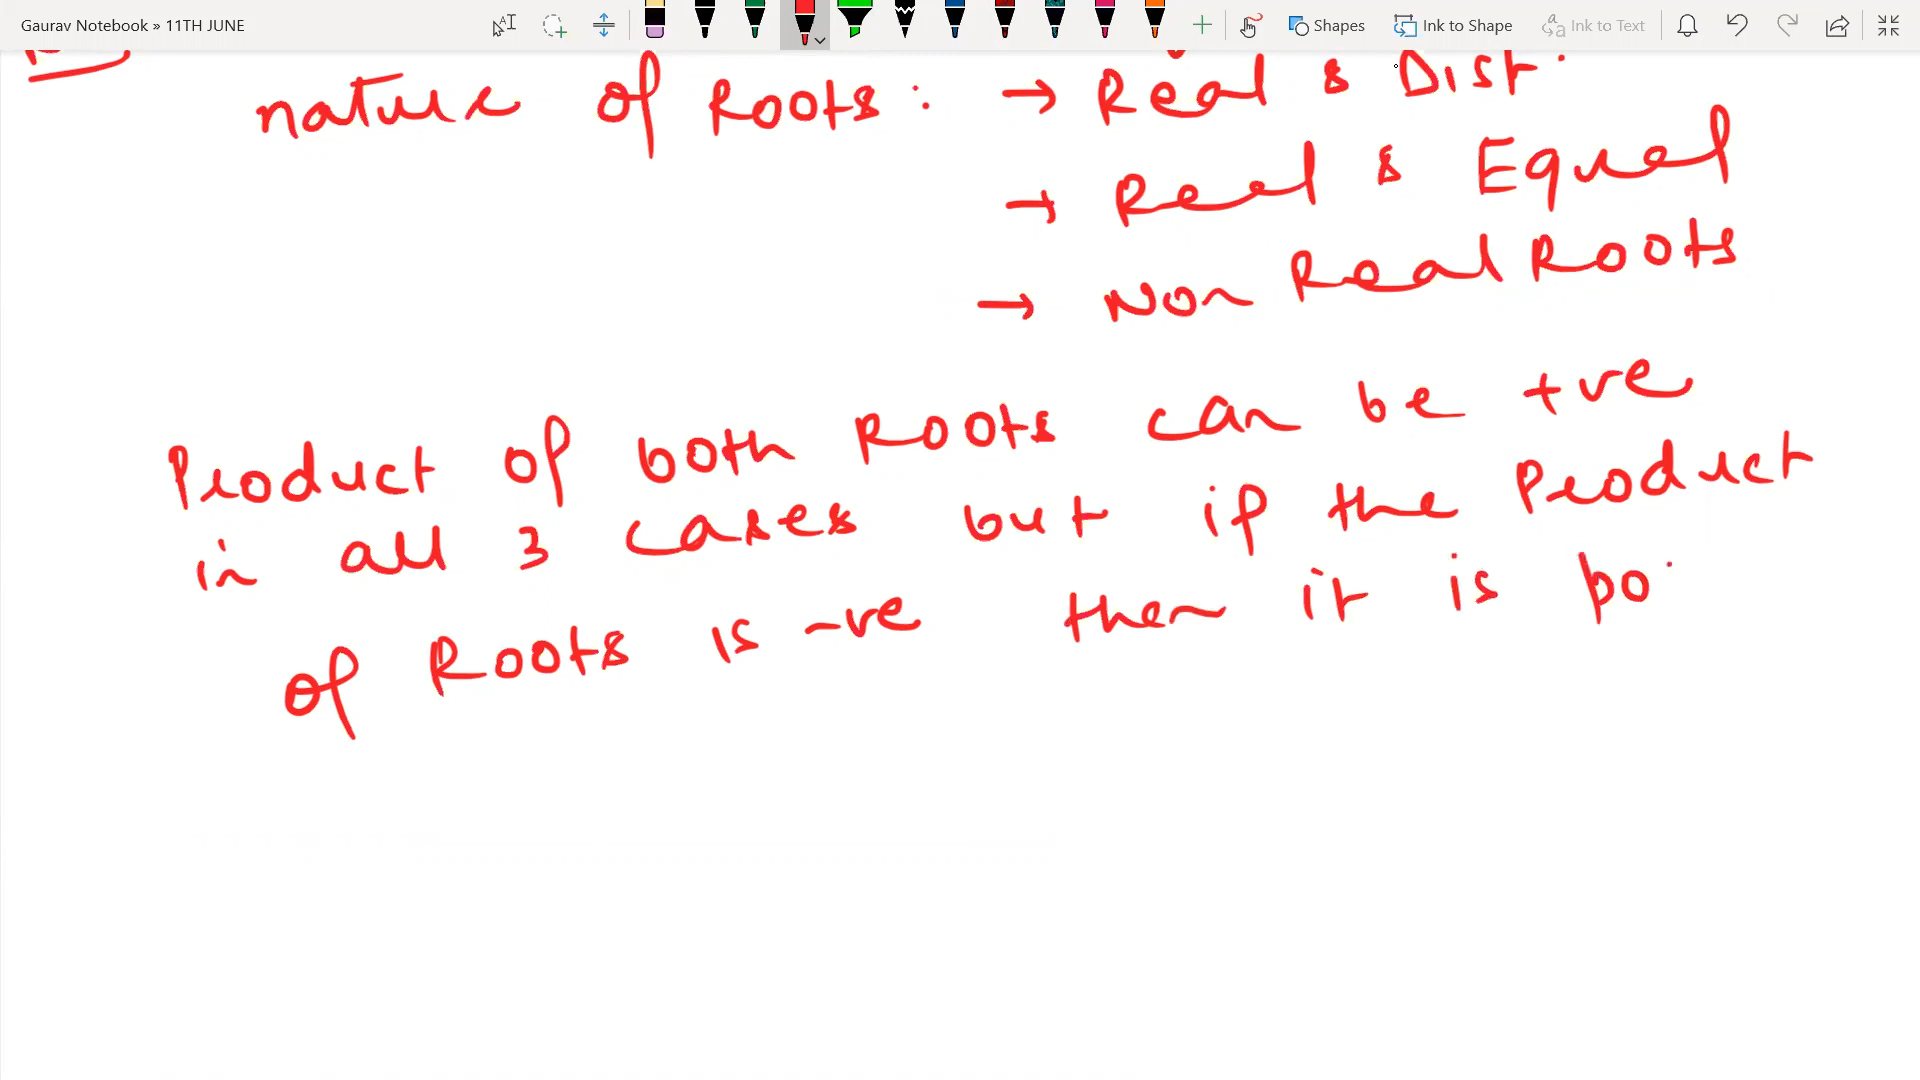 Gaurav Notebook » 11TH JUNE
Shapes
Ink to Shape
Ink to Text
nature of Roots: → Real & Dist.
→ Real & Equal
→ Non Real Roots
Product of both Roots can be +ve
in all 3 cases but if the Product
of Roots is -ve then it is po